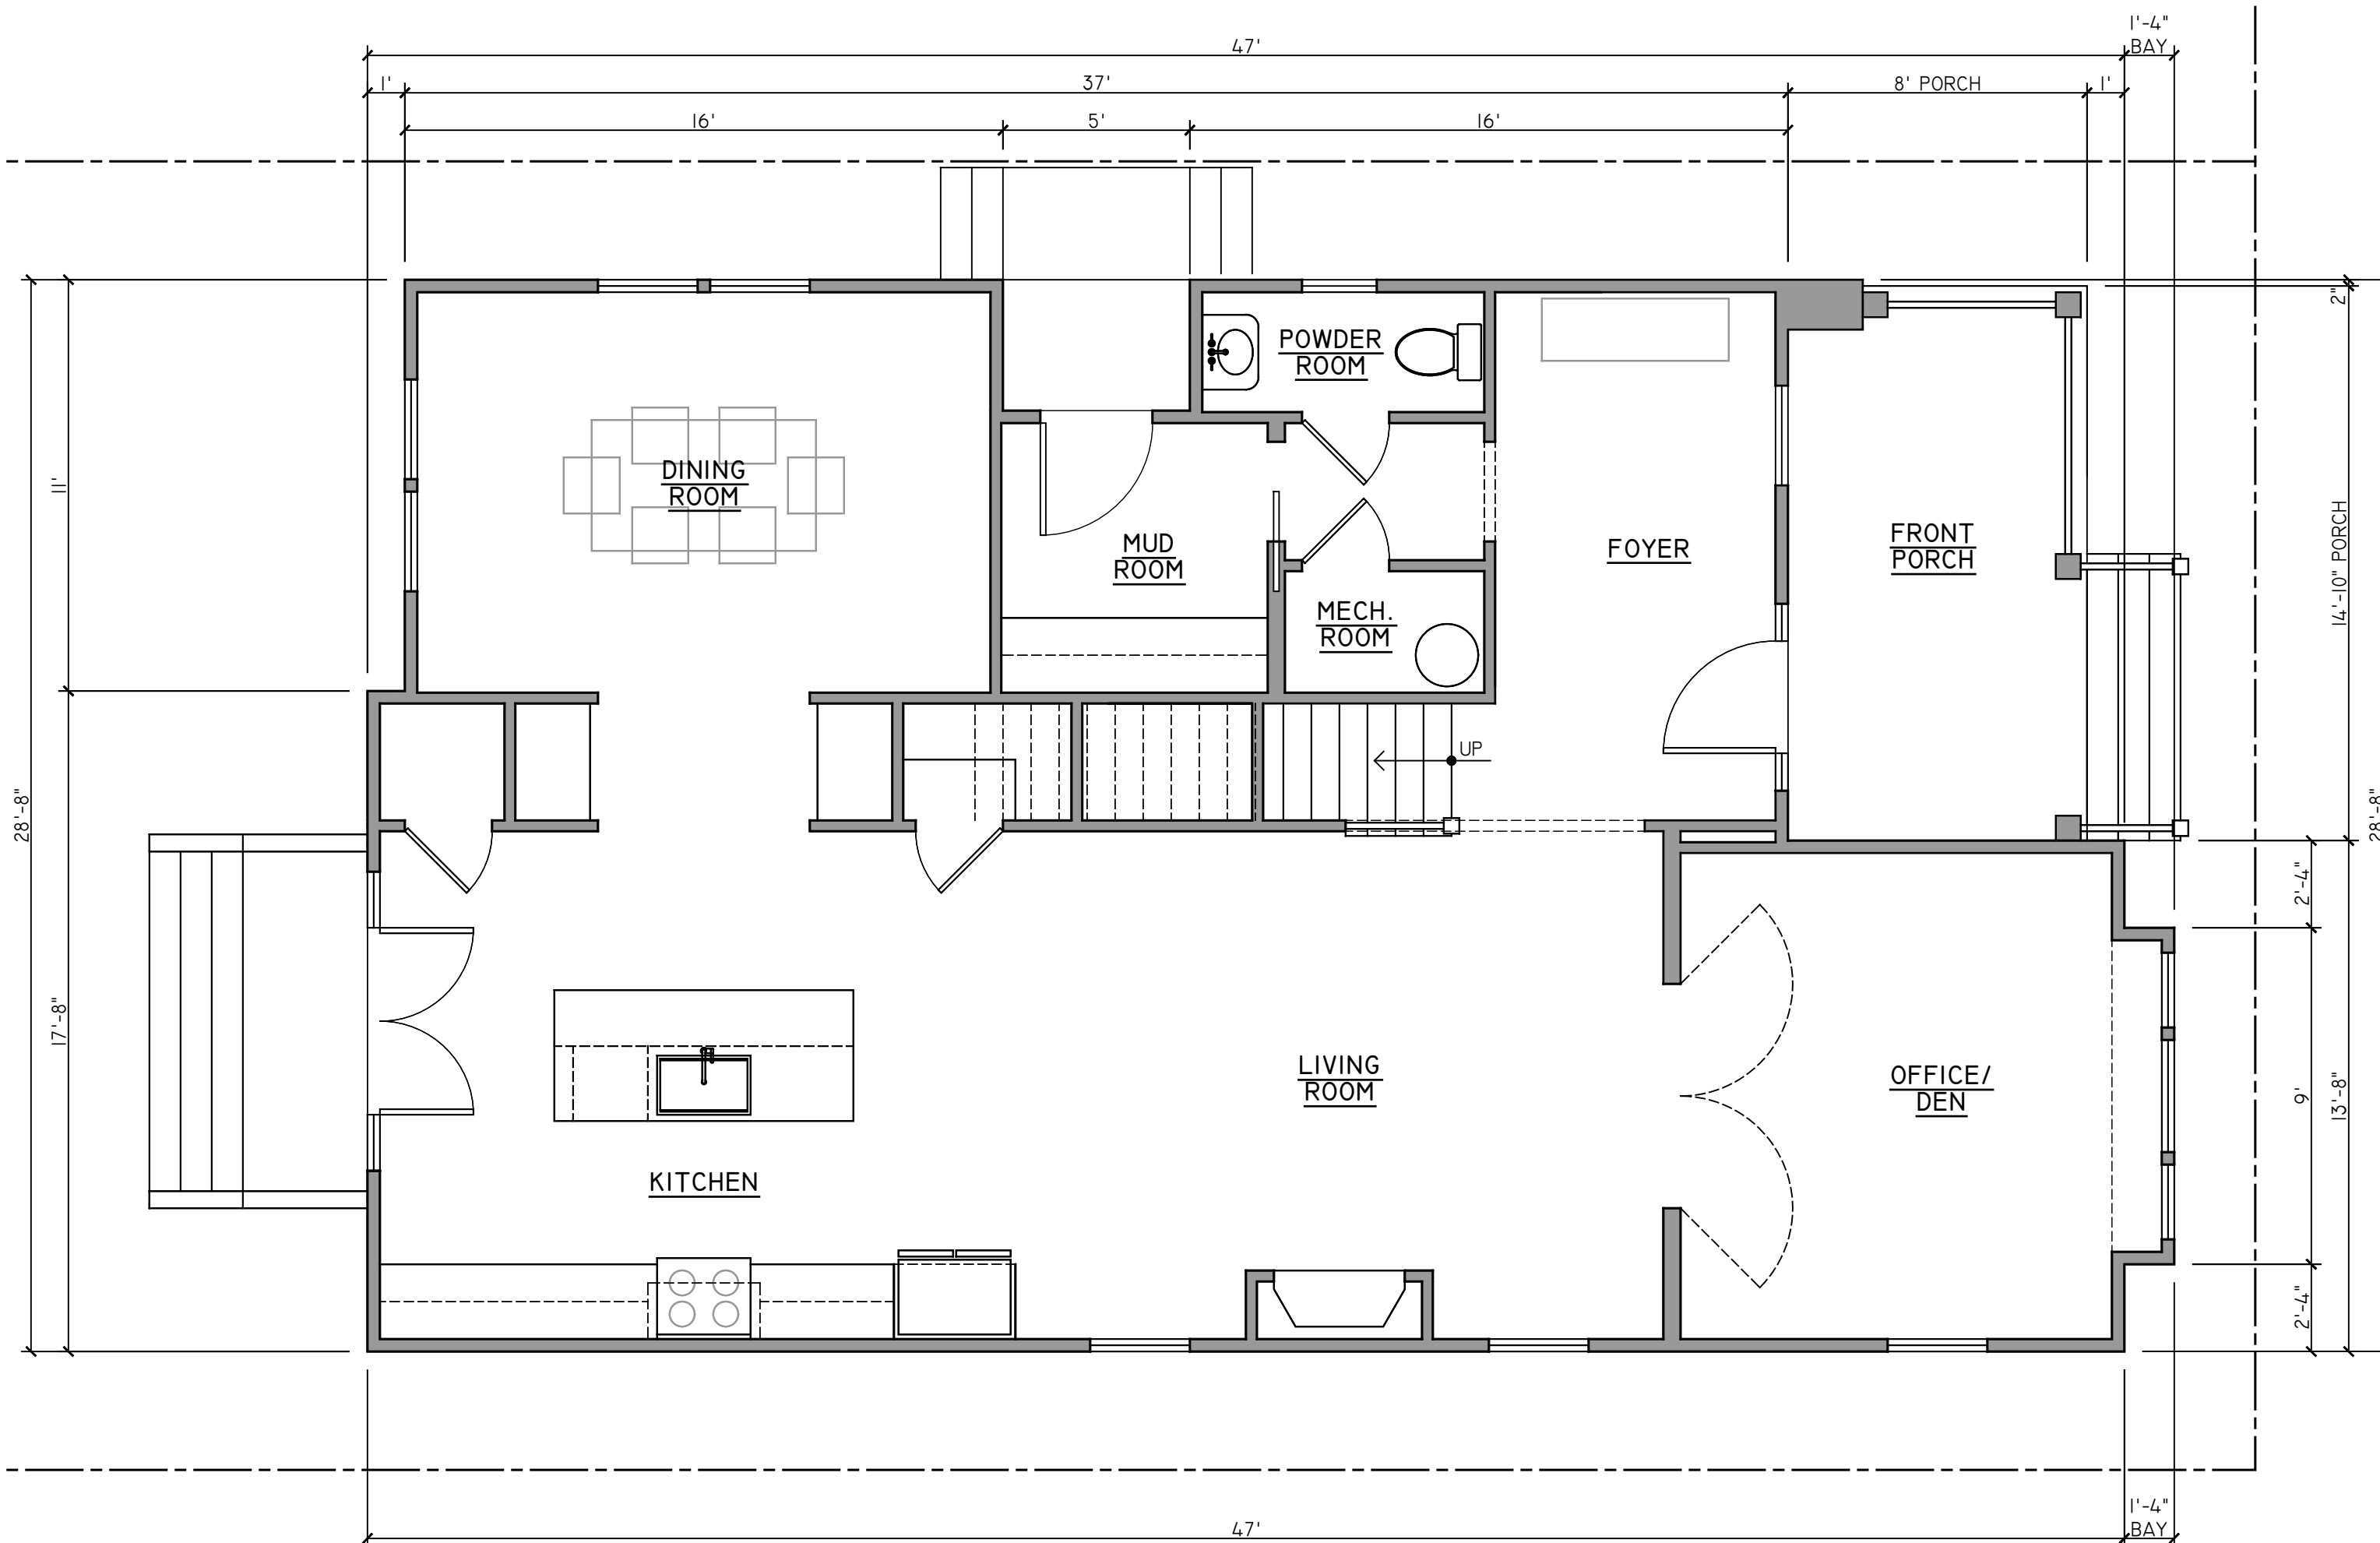 1'-4"
47' BAY
1' 37' 8' PORCH 1'
16' 5' 16'
2"
POWDER
ROOM
DINING
ROOM
11'
MUD
ROOM
FOYER
FRONT
PORCH
14'-10" PORCH
MECH.
ROOM
UP
28'-8"
28'-8"
2'-4"
17'-8"
LIVING
ROOM
OFFICE/
DEN
9'
13'-8"
KITCHEN
2'-4"
1'-4"
47' BAY